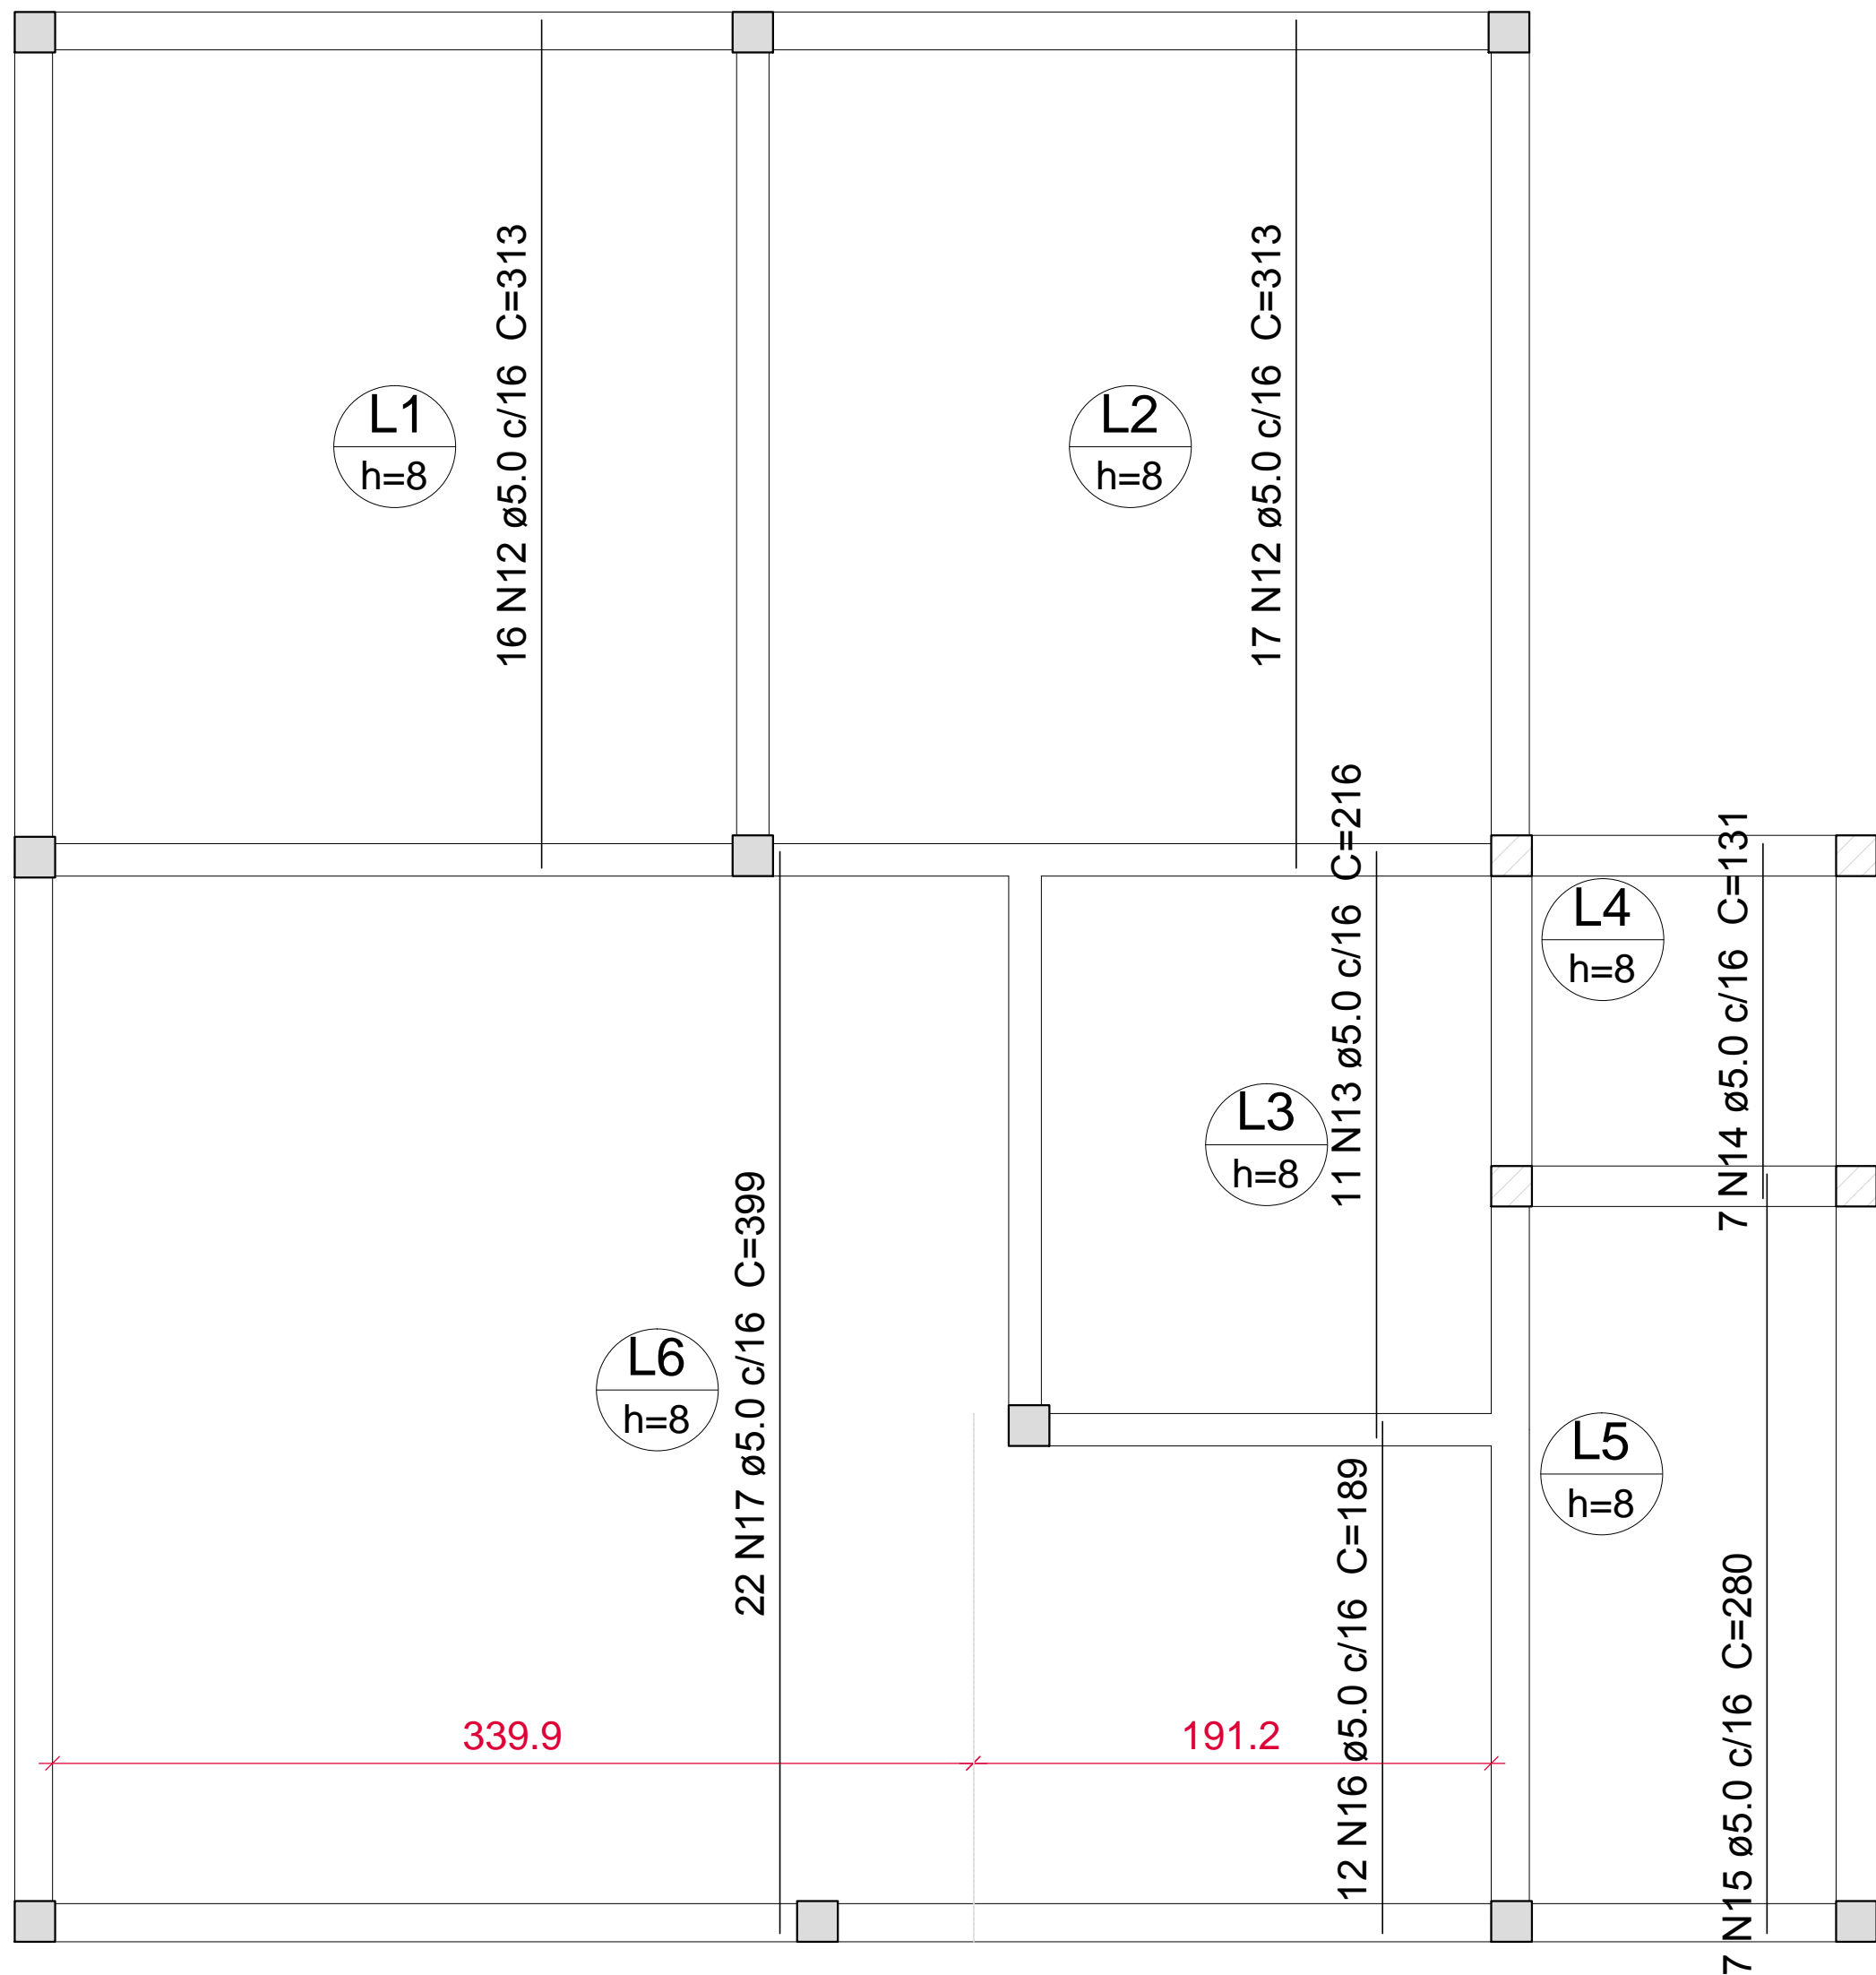 16 N12 ø5.0 c/16 C=313
17 N12 ø5.0 c/16 C=313
L1
h=8
L2
h=8
11 N13 ø5.0 c/16 C=216
7 N14 ø5.0 c/16 C=131
L4
h=8
L3
h=8
22 N17 ø5.0 c/16 C=399
L6
h=8
L5
h=8
12 N16 ø5.0 c/16 C=189
7 N15 ø5.0 c/16 C=280
339.9
191.2